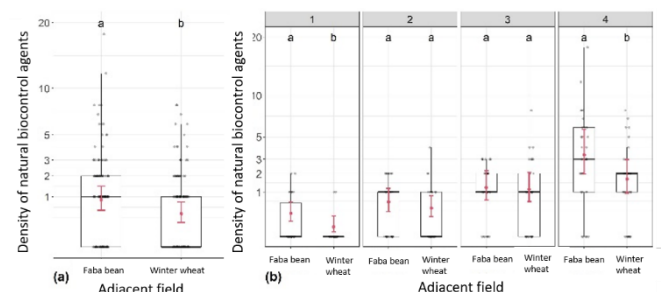 20
10
5
3
2
1
a b
Density of natural biocontrol agents
Faba bean Winter wheat
(a)
Adjacent field
1 2 3 4
20
10
5
3
2
1
a b a a a a a b
Density of natural biocontrol agents
Faba bean Winter wheat Faba bean Winter wheat Faba bean Winter wheat Faba bean Winter wheat
(b)
Adjacent field